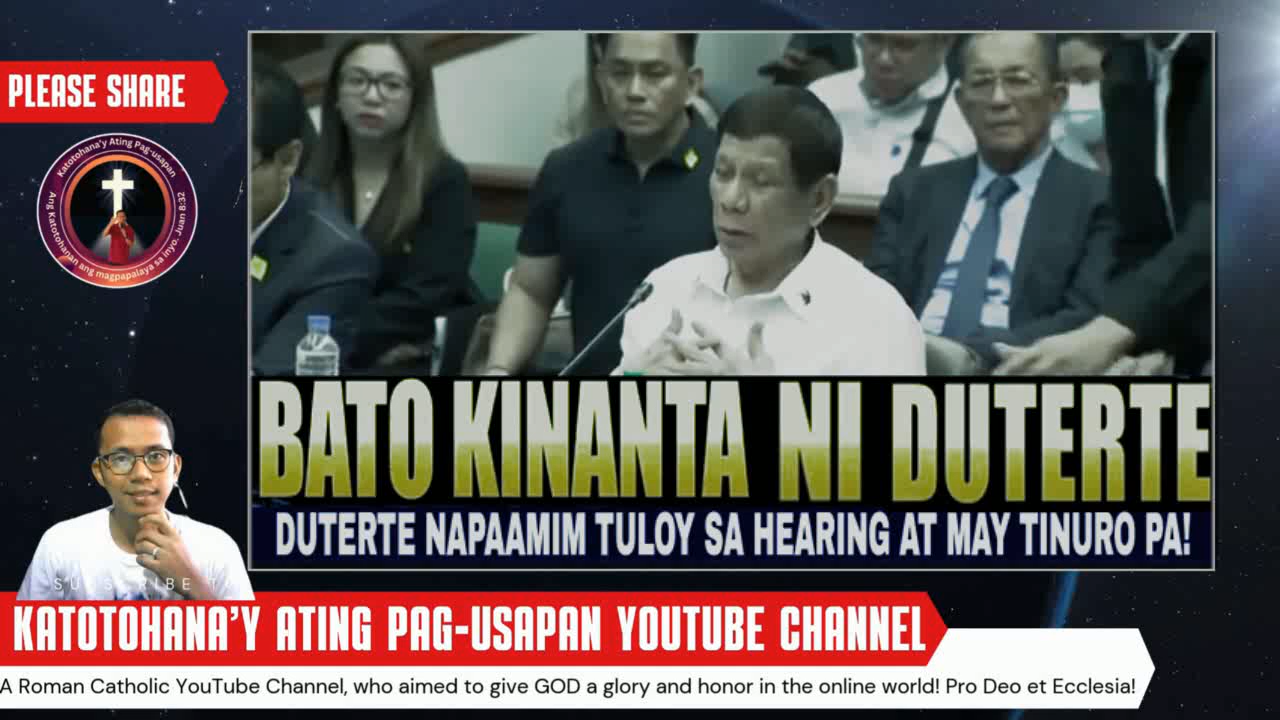 PLEASE SHARE
Katotohana'y Ating Pag-usapan
Ang Katotohanan ang magpapalaya sa inyo. Juan 8:32
BATO KINANTA NI DUTERTE
DUTERTE NAPAAMIM TULOY SA HEARING AT MAY TINURO PA!
SUBSCRIBE
KATOTOHANA'Y ATING PAG-USAPAN YOUTUBE CHANNEL
A Roman Catholic YouTube Channel, who aimed to give GOD a glory and honor in the online world! Pro Deo et Ecclesia!